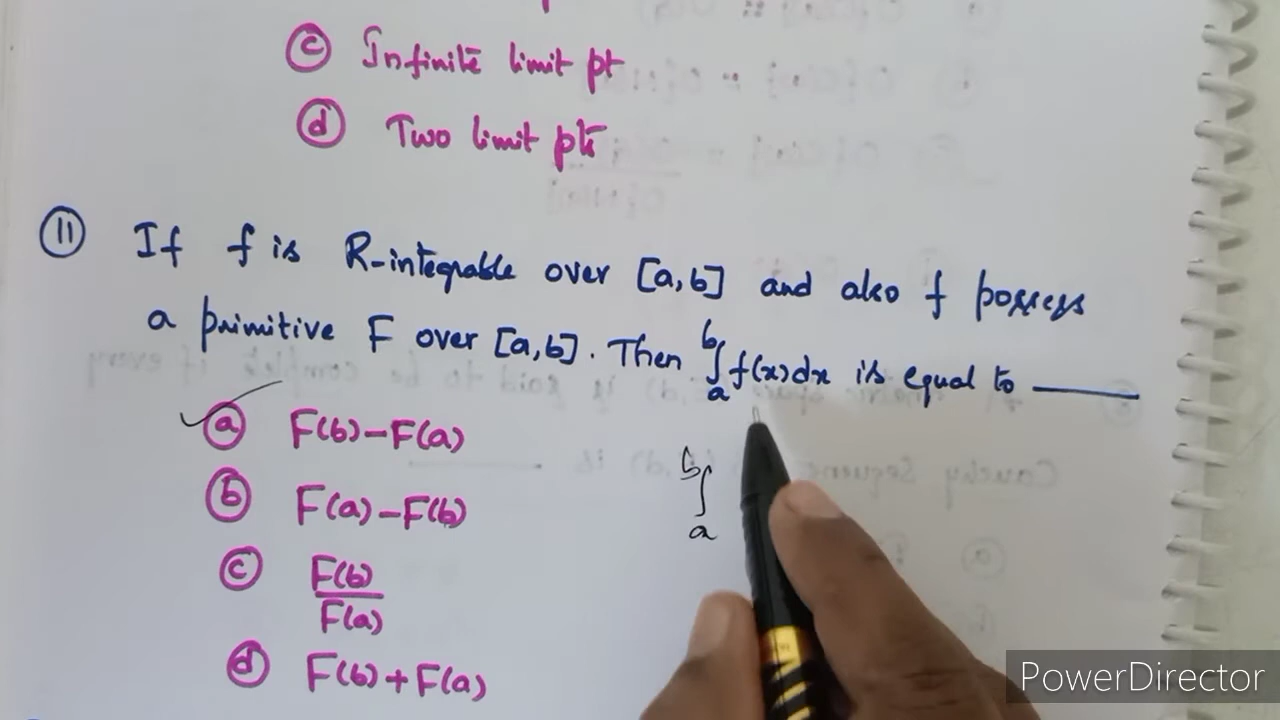 c Infinite limit pt
d Two limit pts
11 If f is R-integrable over [a,b] and also f possess
a primitive F over [a,b]. Then ∫ₐᵇ f(x)dx is equal to ____
a F(b)-F(a)
b F(a)-F(b)
c F(b)/F(a)
d F(b)+F(a)
b∫a
PowerDirector